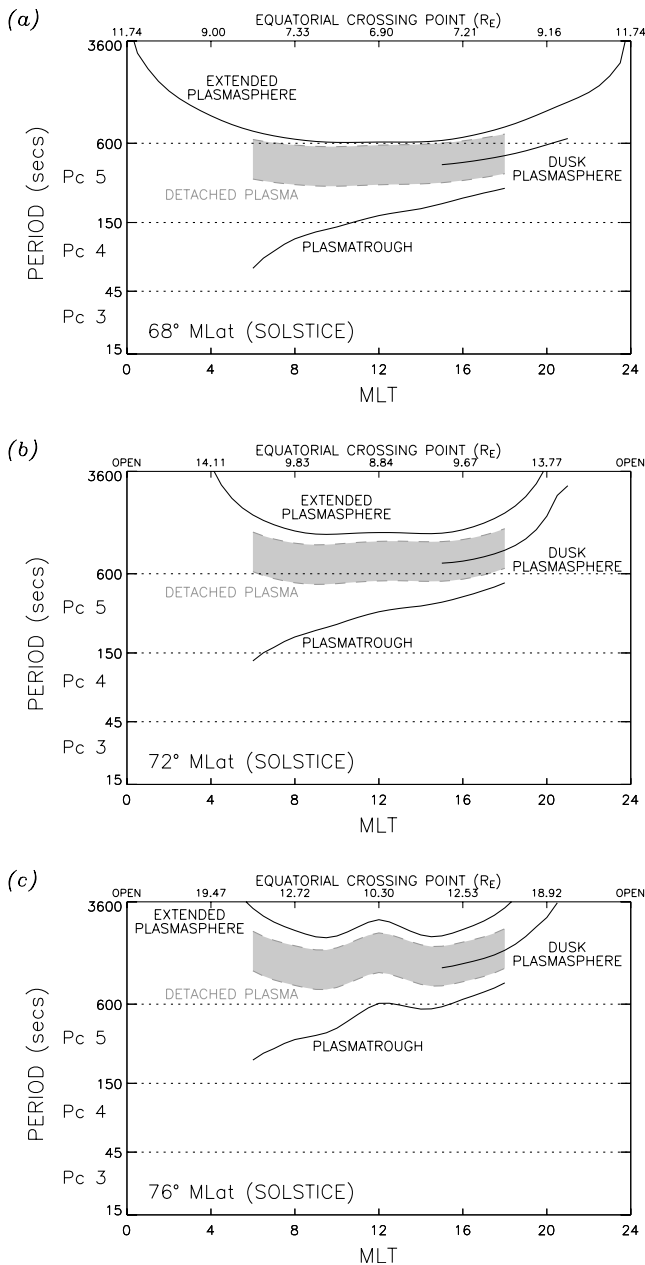 (a)
EQUATORIAL CROSSING POINT (RE)
11.74 9.00 7.33 6.90 7.21 9.16 11.74
3600
EXTENDED
PLASMASPHERE
600
DUSK
PLASMASPHERE
Pc 5
DETACHED PLASMA
PERIOD (secs)
150
PLASMATROUGH
Pc 4
45
Pc 3
68° MLat (SOLSTICE)
15
0 4 8 12 16 20 24
MLT
(b)
EQUATORIAL CROSSING POINT (RE)
OPEN 14.11 9.83 8.84 9.67 13.77 OPEN
3600
EXTENDED
PLASMASPHERE
DUSK
PLASMASPHERE
600
DETACHED PLASMA
PERIOD (secs)
Pc 5
PLASMATROUGH
150
Pc 4
45
Pc 3
72° MLat (SOLSTICE)
15
0 4 8 12 16 20 24
MLT
(c)
EQUATORIAL CROSSING POINT (RE)
OPEN 19.47 12.72 10.30 12.53 18.92 OPEN
3600
EXTENDED
PLASMASPHERE
DUSK
PLASMASPHERE
DETACHED PLASMA
600
PERIOD (secs)
Pc 5
PLASMATROUGH
150
Pc 4
45
Pc 3
76° MLat (SOLSTICE)
15
0 4 8 12 16 20 24
MLT